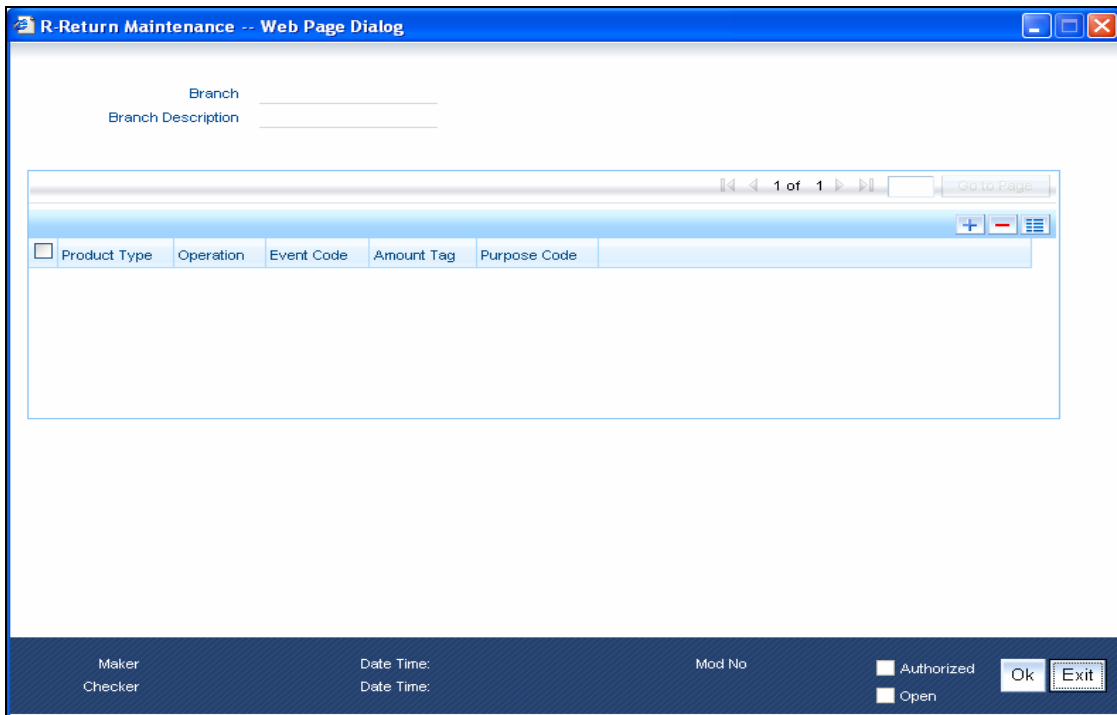 R-Return Maintenance -- Web Page Dialog
Branch
Branch Description
1 of 1 Go to Page
Product Type Operation Event Code Amount Tag Purpose Code
Maker Date Time: Mod No Authorized
Checker Date Time: Open
Ok Exit